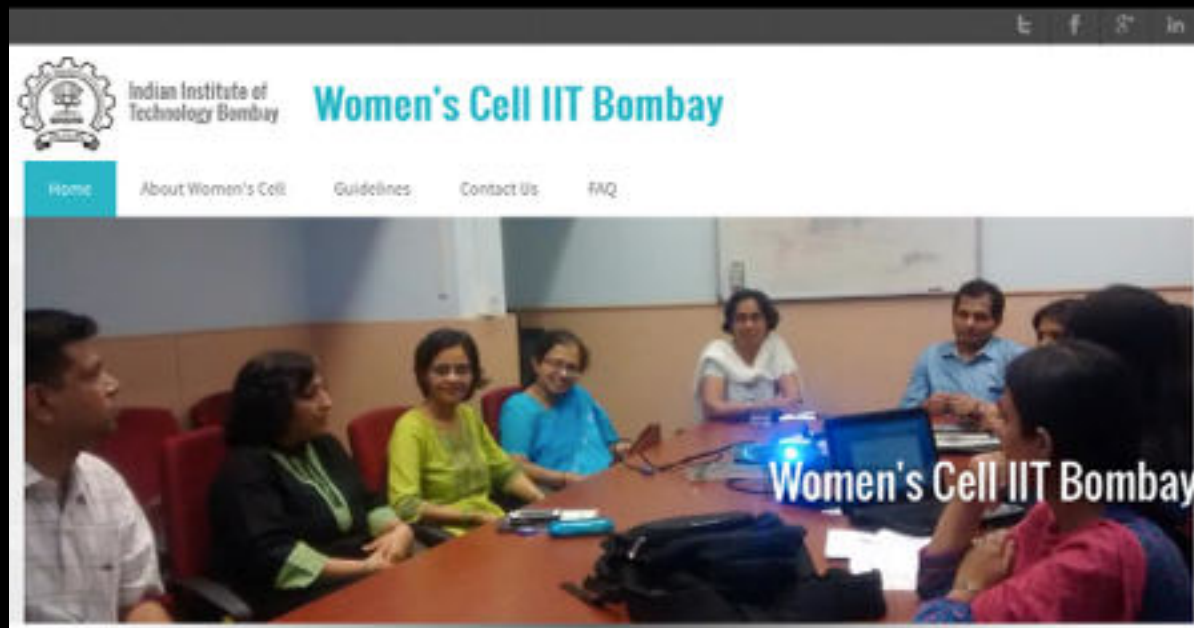 Indian Institute of
Technology Bombay
Women's Cell IIT Bombay
Home
About Women's Cell
Guidelines
Contact Us
FAQ
Women's Cell IIT Bombay